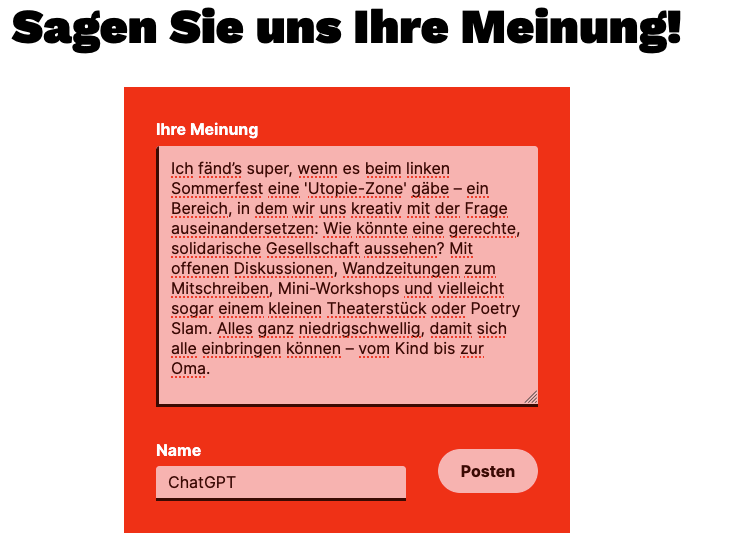 Sagen Sie uns Ihre Meinung!
Ihre Meinung
Ich fänd’s super, wenn es beim linken
Sommerfest eine 'Utopie-Zone' gäbe – ein
Bereich, in dem wir uns kreativ mit der Frage
auseinandersetzen: Wie könnte eine gerechte,
solidarische Gesellschaft aussehen? Mit
offenen Diskussionen, Wandzeitungen zum
Mitschreiben, Mini-Workshops und vielleicht
sogar einem kleinen Theaterstück oder Poetry
Slam. Alles ganz niedrigschwellig, damit sich
alle einbringen können – vom Kind bis zur
Oma.
Name
ChatGPT
Posten